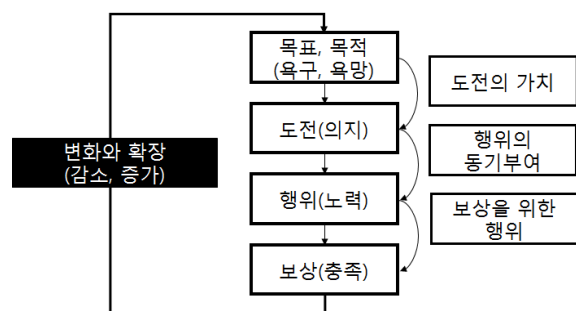 목표, 목적
(욕구, 욕망)
도전의 가치
도전(의지)
변화와 확장
(감소, 증가)
행위의
동기부여
행위(노력)
보상을 위한
행위
보상(충족)